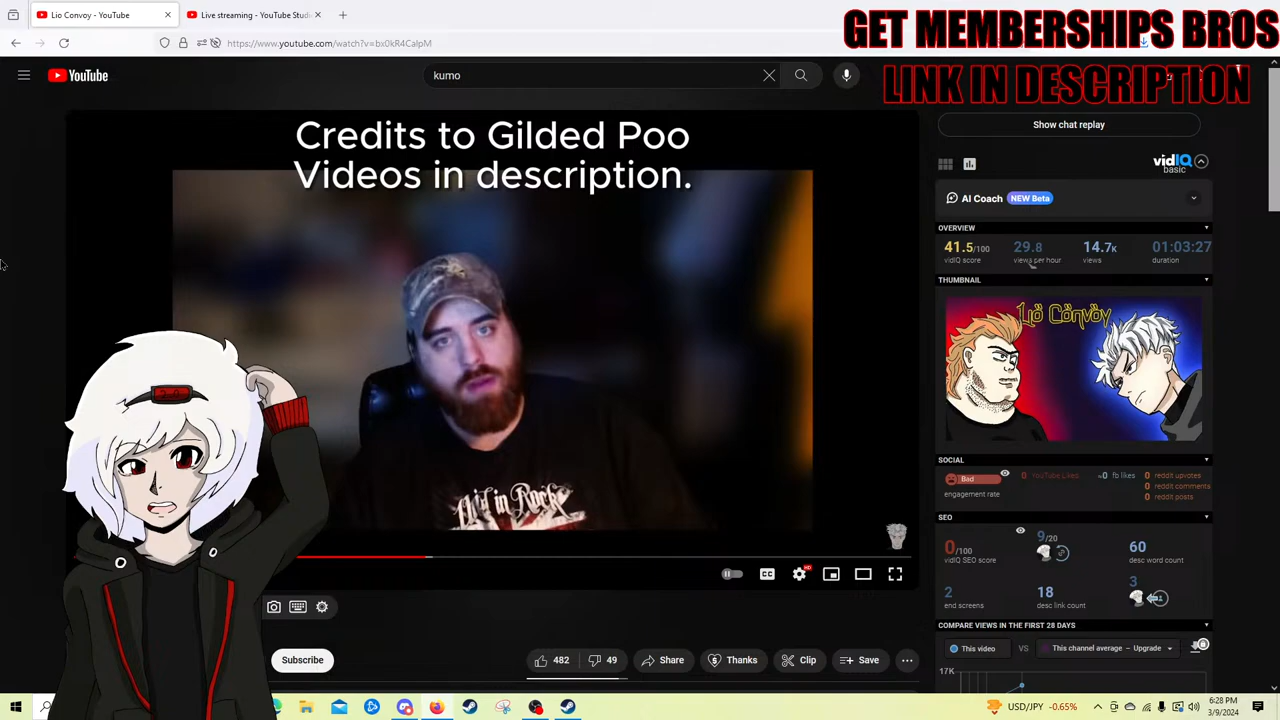 Lio Convoy - YouTube
Live streaming - YouTube Stud
GET MEMBERSHIPS BROS
LINK IN DESCRIPTION
https://www.youtube.com/watch?v=bx0kR4CalpM
YouTube
kumo
Credits to Gilded Poo
Videos in description.
Show chat replay
vidIQ
basic
AI Coach NEW Beta
OVERVIEW
41.5/100 29.8 14.7K 01:03:27
vidIQ score views per hour views duration
THUMBNAIL
Lio Convoy
SOCIAL
Bad 0 YouTube Likes ≈0 fb likes 0 reddit upvotes
0 reddit comments
engagement rate 0 reddit posts
SEO
0/100 9/20 60
vidIQ SEO score desc word count
2 18 3
end screens desc link count
COMPARE VIEWS IN THE FIRST 28 DAYS
This video VS This channel average – Upgrade
17K
CC HD
Subscribe 482 49 Share Thanks Clip Save
USD/JPY -0.65% 6:28 PM
3/9/2024